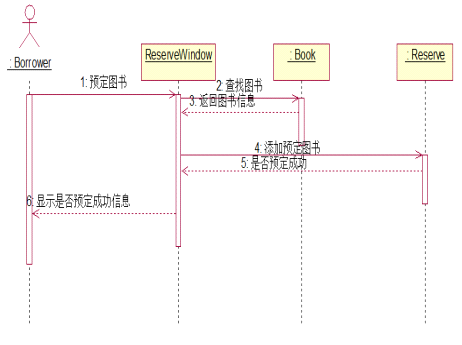 : Borrower
ReserveWindow
: Book
: Reserve
1: 预定图书
2: 查找图书
3: 返回图书信息
4: 添加预定图书
5: 是否预定成功
6: 显示是否预定成功信息